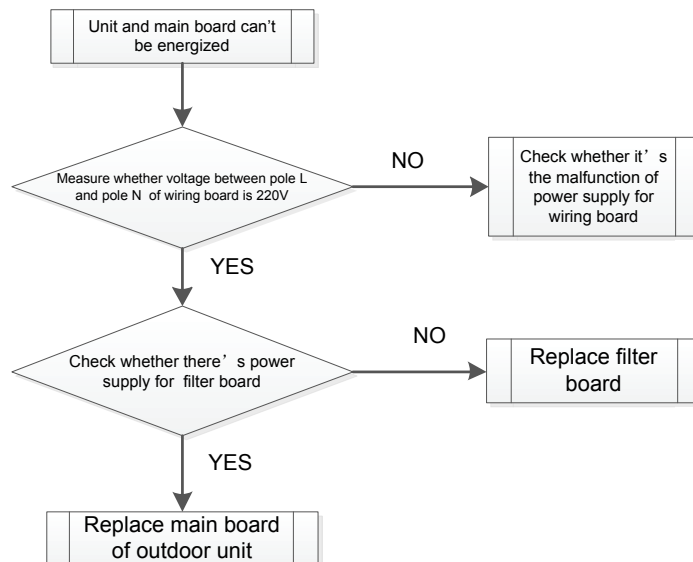 Unit and main board can't
be energized
Measure whether voltage between pole L
and pole N of wiring board is 220V
NO
Check whether it's
the malfunction of
power supply for
wiring board
YES
Check whether there's power
supply for filter board
NO
Replace filter
board
YES
Replace main board
of outdoor unit